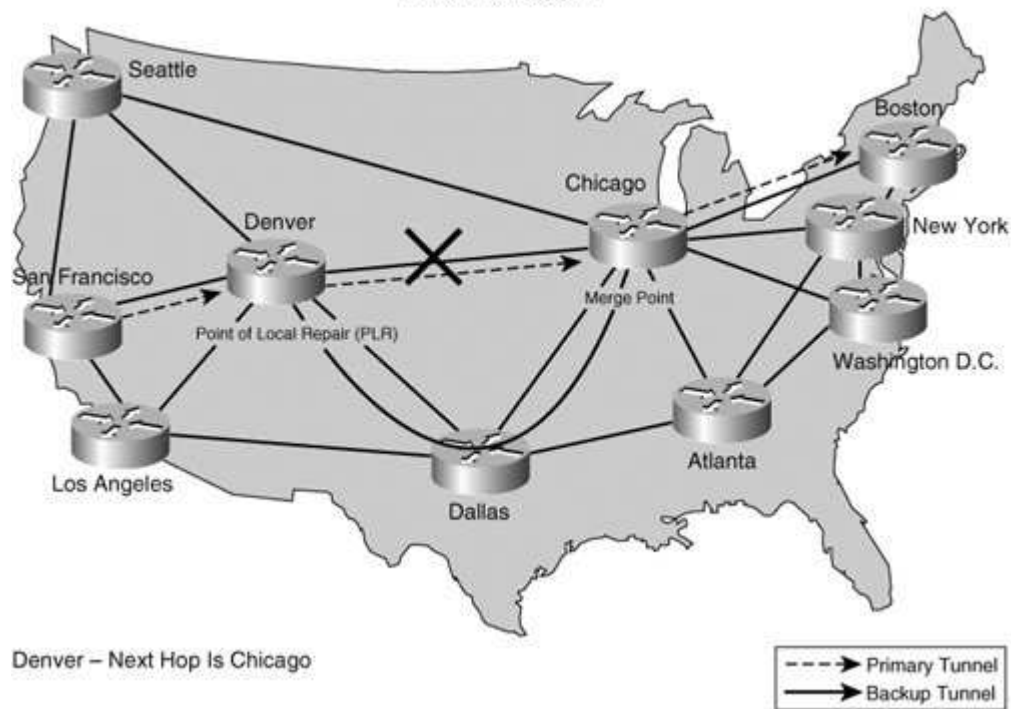 Seattle
Boston
Chicago
Denver
New York
San Francisco
Merge Point
Point of Local Repair (PLR)
Washington D.C.
Atlanta
Los Angeles
Dallas
Denver – Next Hop Is Chicago
Primary Tunnel
Backup Tunnel